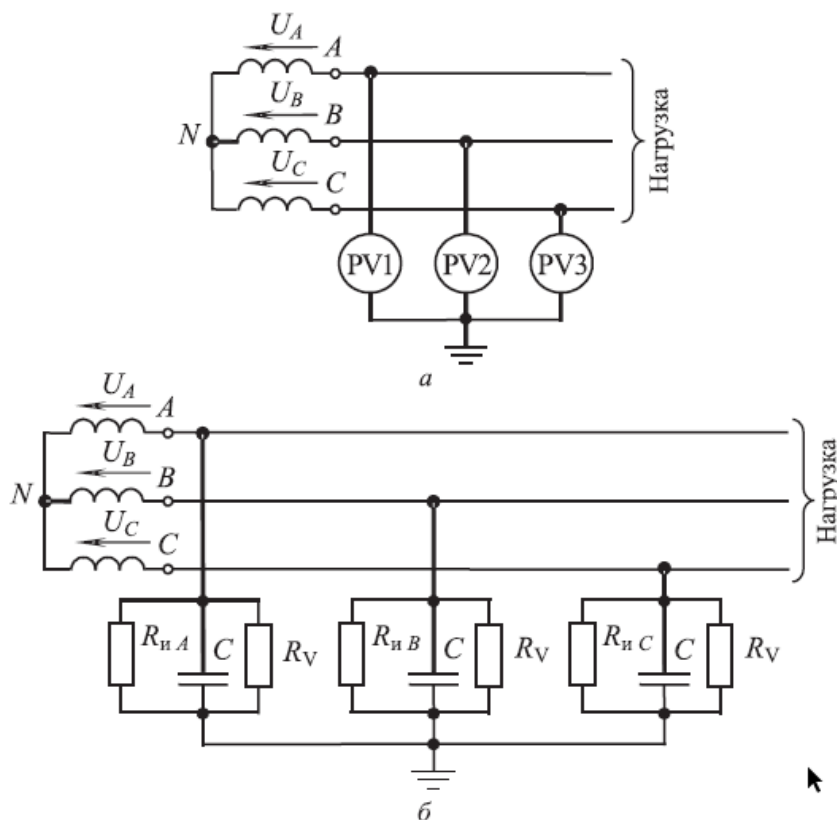 U_A
A
U_B
B
N
U_C
C
Нагрузка
PV1 PV2 PV3
а
U_A
A
U_B
B
N
U_C
C
Нагрузка
R_и A C R_V R_и B C R_V R_и C C R_V
б